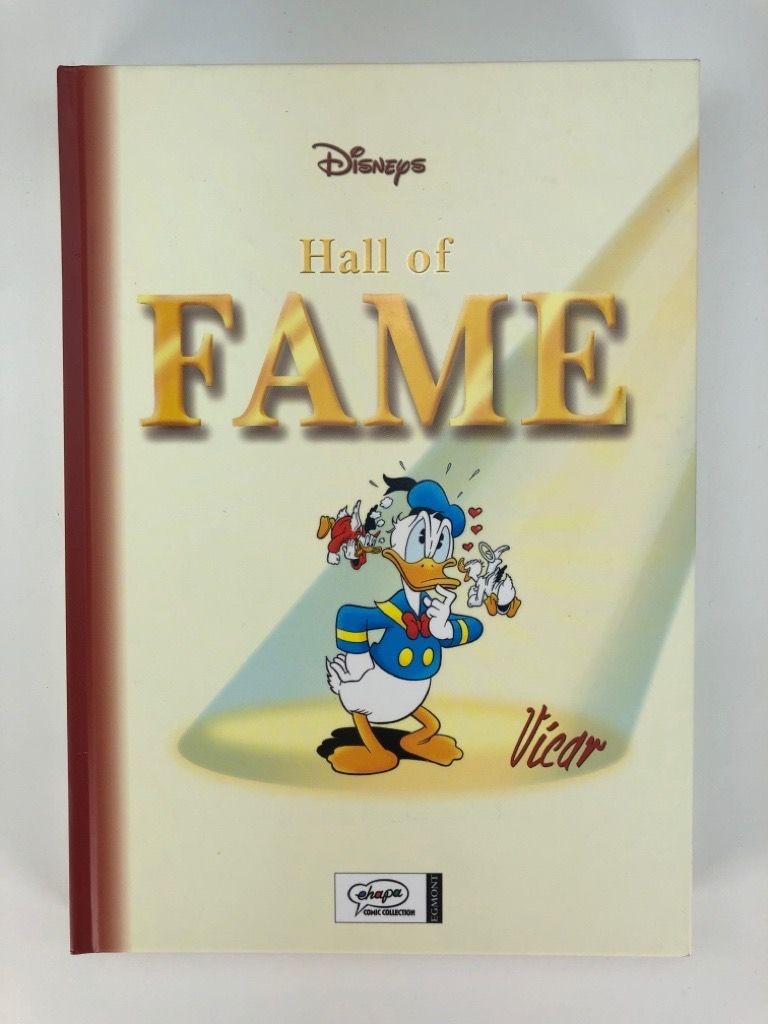 Disneys
Hall of
FAME
Vicar
ehapa
COMIC COLLECTION
EGMONT